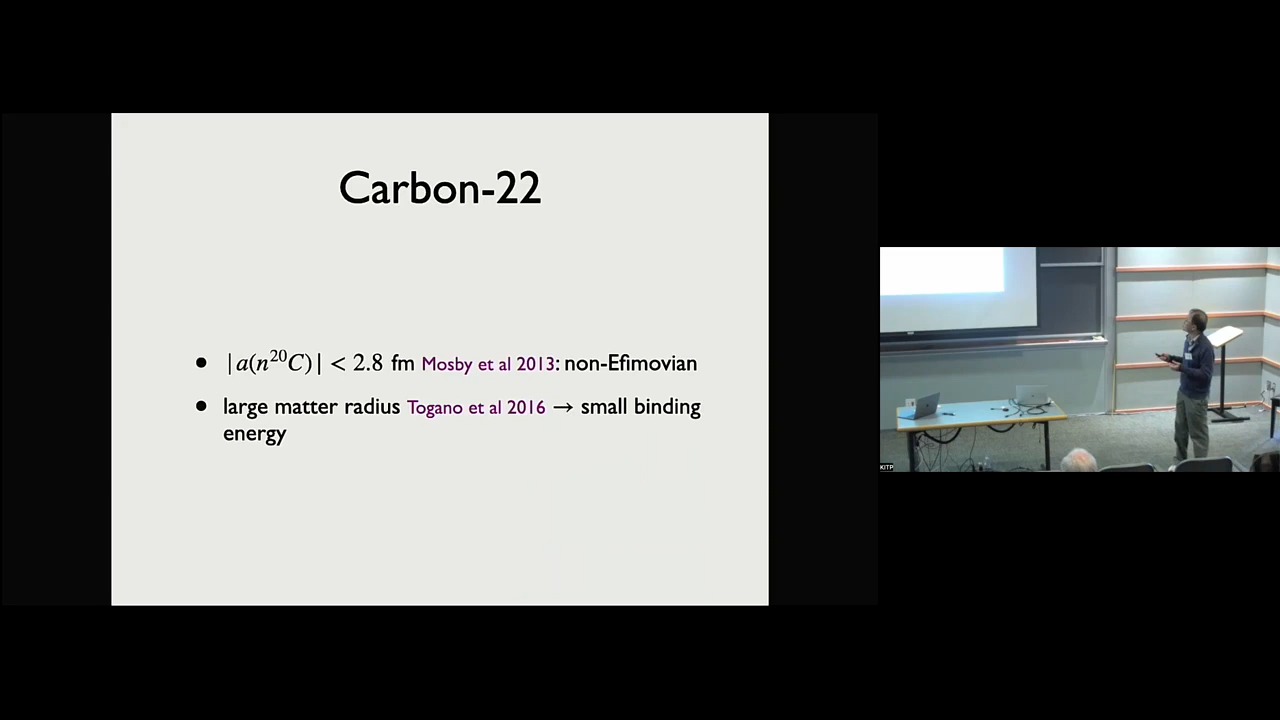 Carbon-22
• |a(n²⁰C)| < 2.8 fm Mosby et al 2013: non-Efimovian
• large matter radius Togano et al 2016 → small binding
energy
KITP